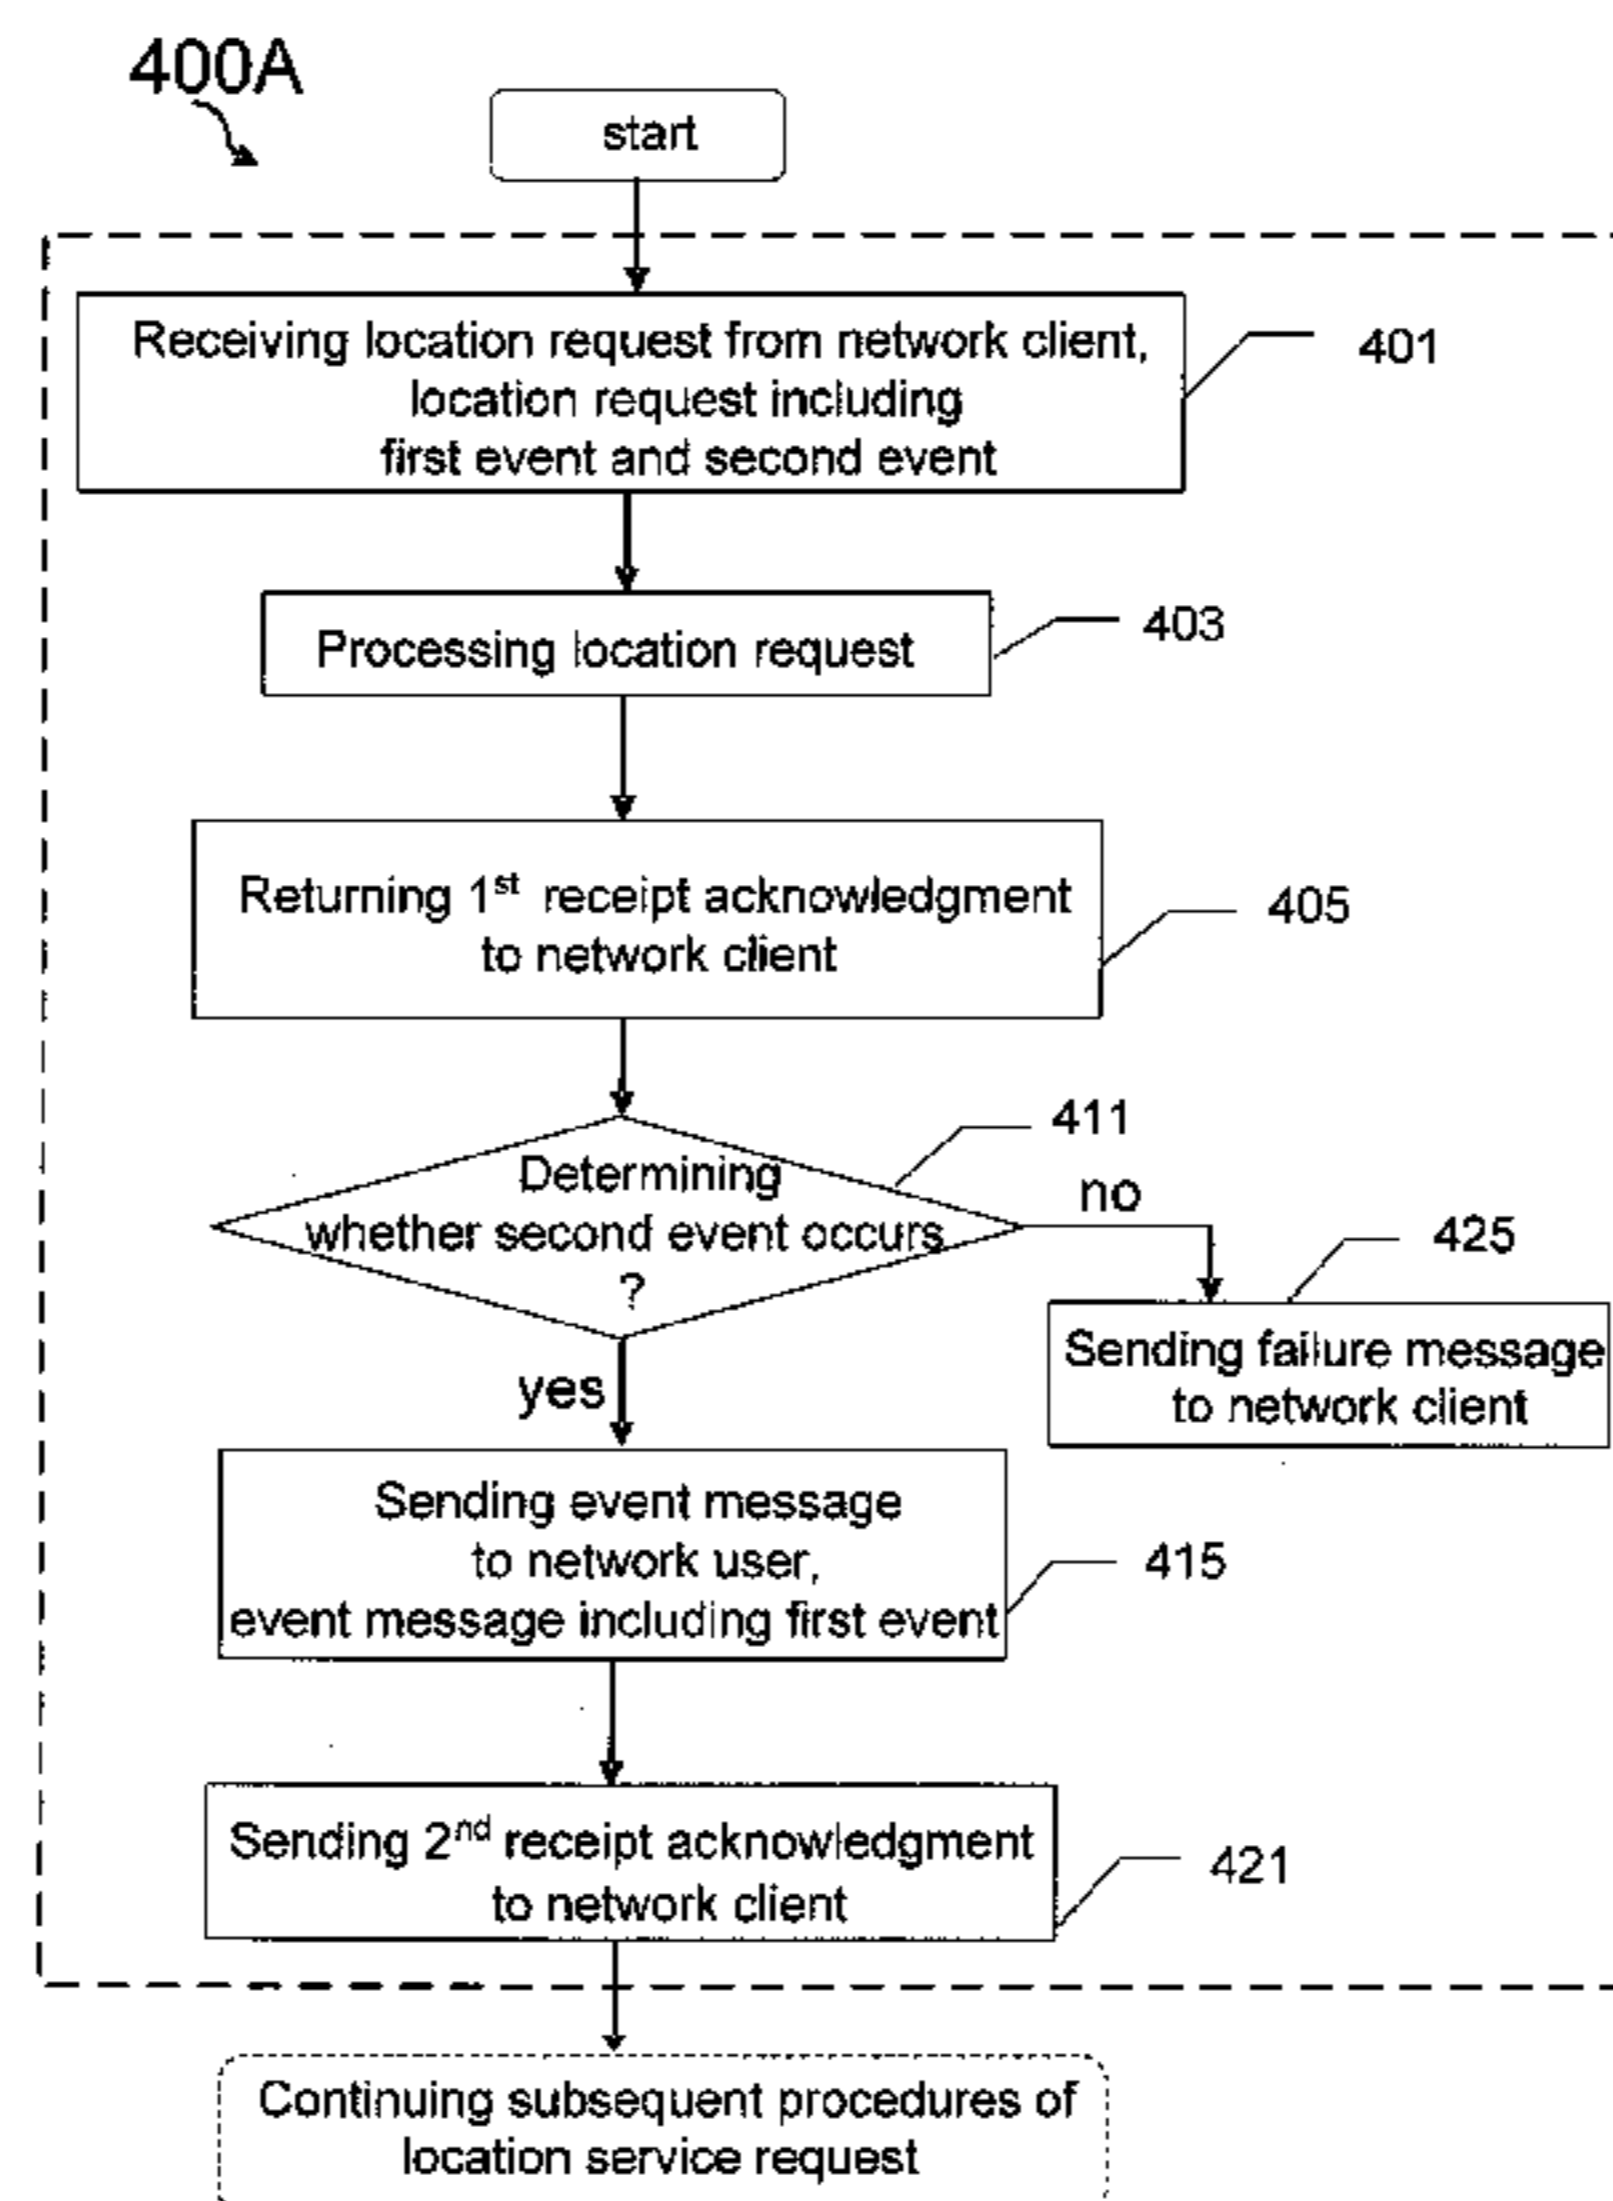 400A
start
Receiving location request from network client,
location request including
first event and second event
401
Processing location request
403
Returning 1st receipt acknowledgment
to network client
405
411
Determining
whether second event occurs
?
no
425
Sending failure message
to network client
yes
Sending event message
to network user,
event message including first event
415
Sending 2nd receipt acknowledgment
to network client
421
Continuing subsequent procedures of
location service request